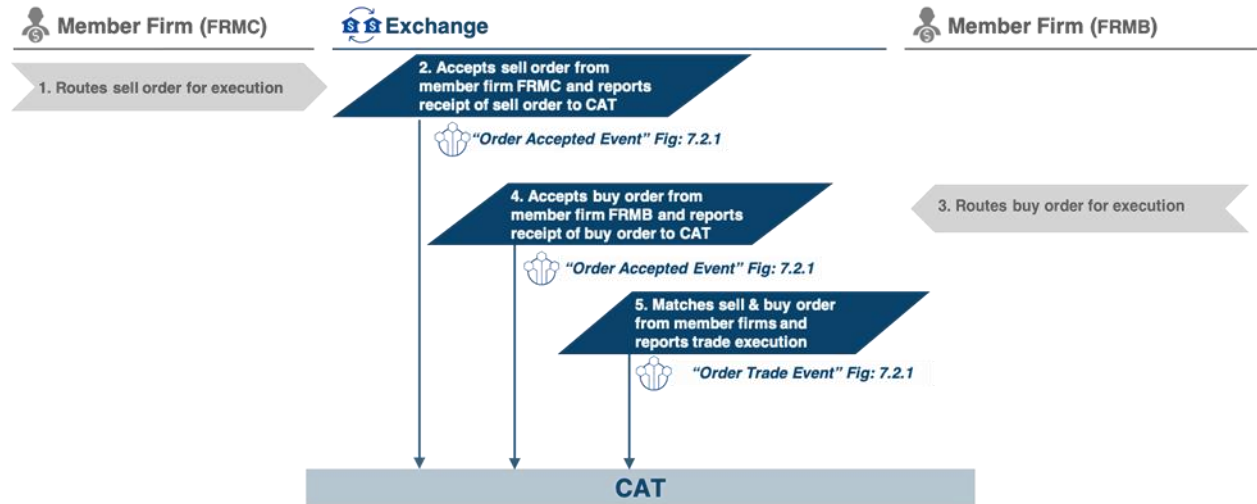 Member Firm (FRMC)
Exchange
Member Firm (FRMB)
1. Routes sell order for execution
2. Accepts sell order from
member firm FRMC and reports
receipt of sell order to CAT
"Order Accepted Event" Fig: 7.2.1
3. Routes buy order for execution
4. Accepts buy order from
member firm FRMB and reports
receipt of buy order to CAT
"Order Accepted Event" Fig: 7.2.1
5. Matches sell & buy order
from member firms and
reports trade execution
"Order Trade Event" Fig: 7.2.1
CAT